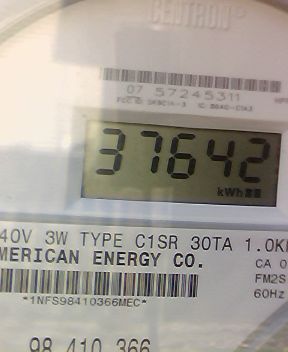 CENTRON®
07 57245311
37642
kWh
40V 3W TYPE C1SR 30TA 1.0K
MERICAN ENERGY CO.
CA 0
FM2S
60Hz
*1NFS98410366MEC*
98 410 366